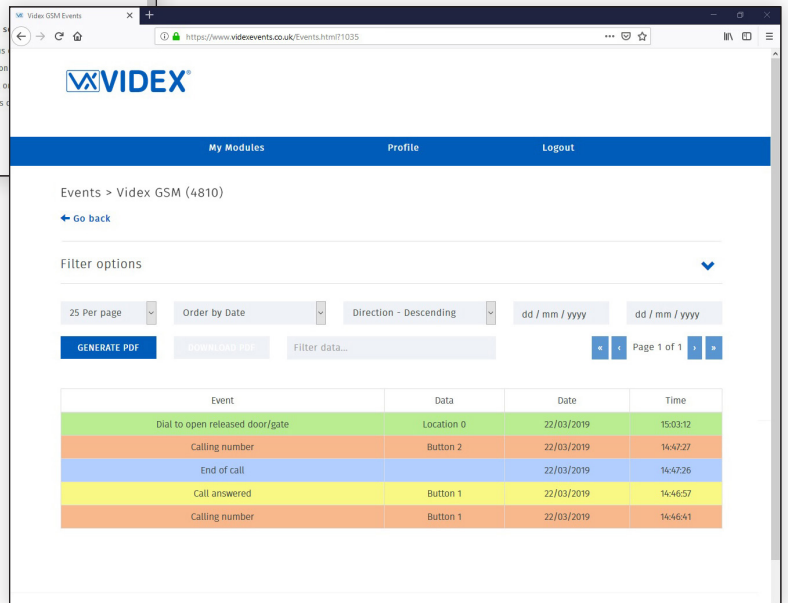 Videx GSM Events
https://www.videxevents.co.uk/Events.html?1035
VIDEX®
My Modules Profile Logout
Events > Videx GSM (4810)
Go back
Filter options
25 Per page Order by Date Direction - Descending dd / mm / yyyy dd / mm / yyyy
GENERATE PDF DOWNLOAD PDF Filter data... « ‹ Page 1 of 1 › »
Event Data Date Time
Dial to open released door/gate Location 0 22/03/2019 15:03:12
Calling number Button 2 22/03/2019 14:47:27
End of call 22/03/2019 14:47:26
Call answered Button 1 22/03/2019 14:46:57
Calling number Button 1 22/03/2019 14:46:41